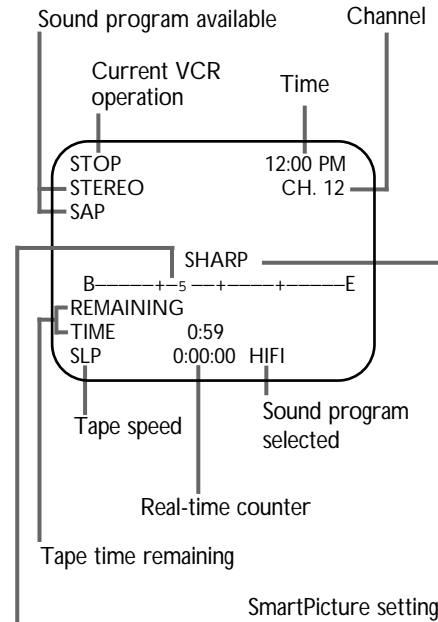 Sound program available
Channel
Current VCR
operation
Time
STOP 12:00 PM
STEREO CH. 12
SAP
SHARP
B-----+-5 --+----+-----E
REMAINING
TIME 0:59
SLP 0:00:00 HIFI
Tape speed
Sound program
selected
Real-time counter
Tape time remaining
SmartPicture setting